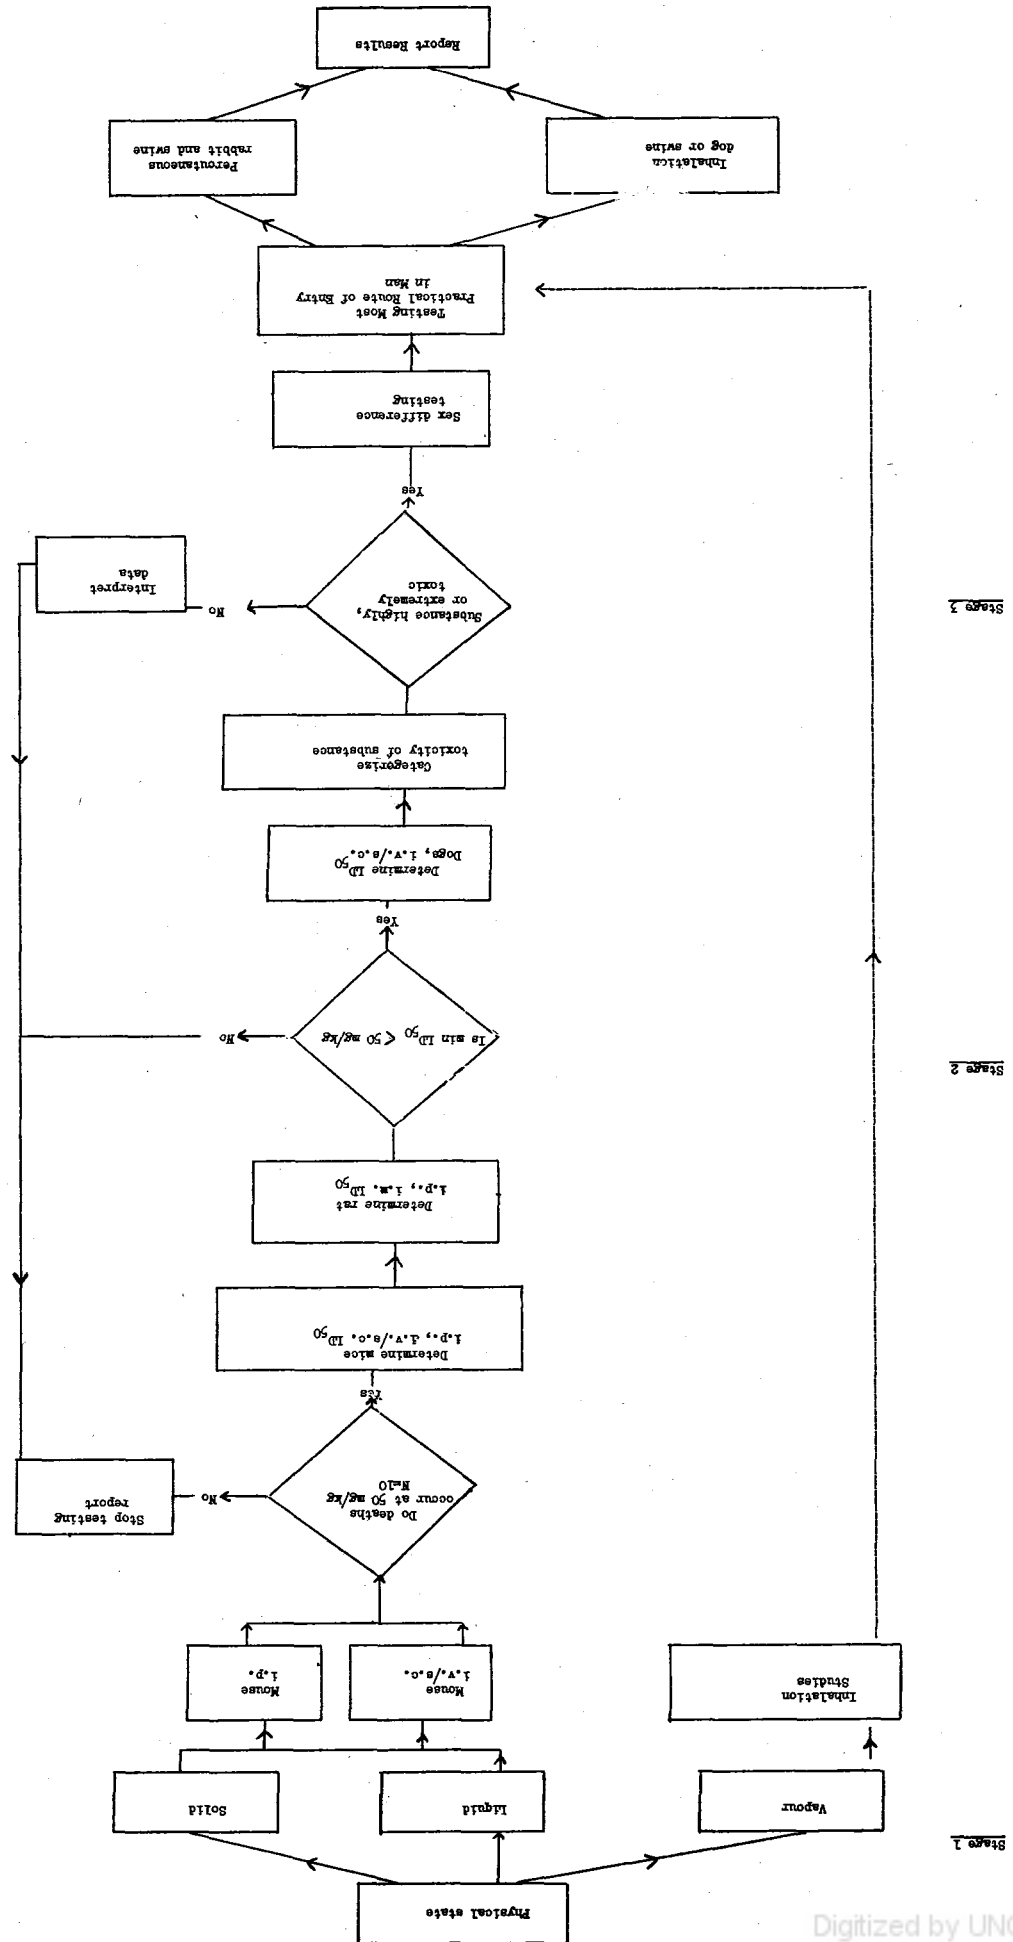 Physical state
Stage 1
Vapour
Liquid
Solid
Inhalation
Studies
Mouse
i.v./s.c.
Mouse
i.p.
Do deaths
occur at 50 mg/kg
N=10
No
Stop testing
report
Yes
Determine mice
i.p., i.v./s.c. LD50
Determine rat
i.p., i.m. LD50
Stage 2
Is min LD50 < 50 mg/kg
No
Yes
Determine LD50
Dogs, i.v./s.c.
Categorize
toxicity of substance
Stage 3
Substance highly,
or extremely
toxic
No
Interpret
data
Yes
Sex difference
testing
Testing Most
Practical Route of Entry
in Man
Inhalation
dog or swine
Percutaneous
rabbit and swine
Report Results
Digitized by